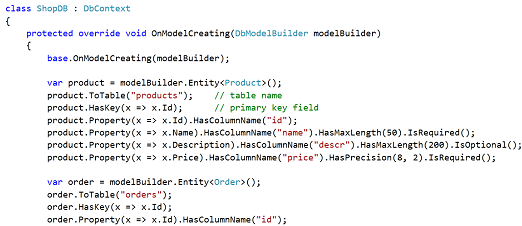 class ShopDB : DbContext
{
protected override void OnModelCreating(DbModelBuilder modelBuilder)
{
base.OnModelCreating(modelBuilder);
var product = modelBuilder.Entity<Product>();
product.ToTable("products");    // table name
product.HasKey(x => x.Id);      // primary key field
product.Property(x => x.Id).HasColumnName("id");
product.Property(x => x.Name).HasColumnName("name").HasMaxLength(50).IsRequired();
product.Property(x => x.Description).HasColumnName("descr").HasMaxLength(200).IsOptional();
product.Property(x => x.Price).HasColumnName("price").HasPrecision(8, 2).IsRequired();
var order = modelBuilder.Entity<Order>();
order.ToTable("orders");
order.HasKey(x => x.Id);
order.Property(x => x.Id).HasColumnName("id");